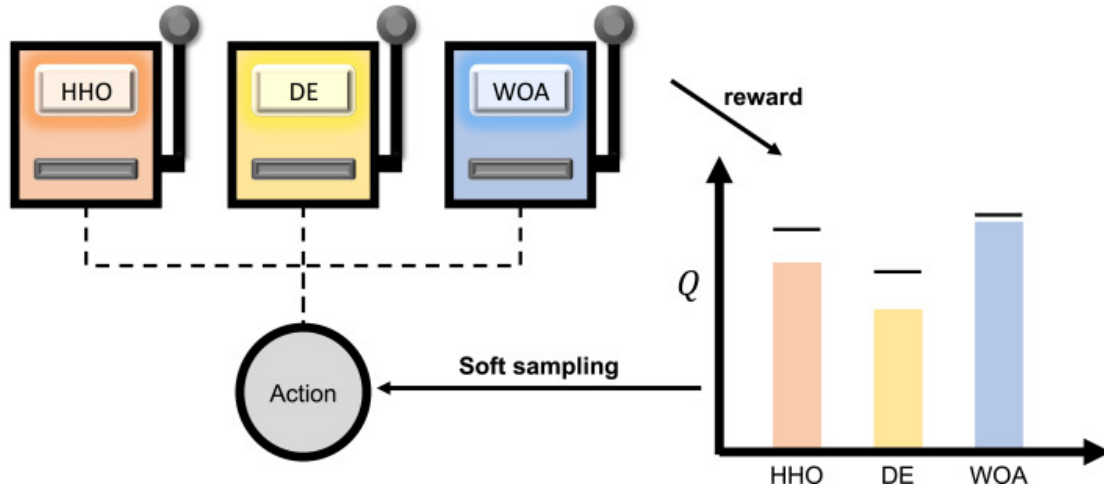 HHO
DE
WOA
reward
Q
Soft sampling
Action
HHO
DE
WOA